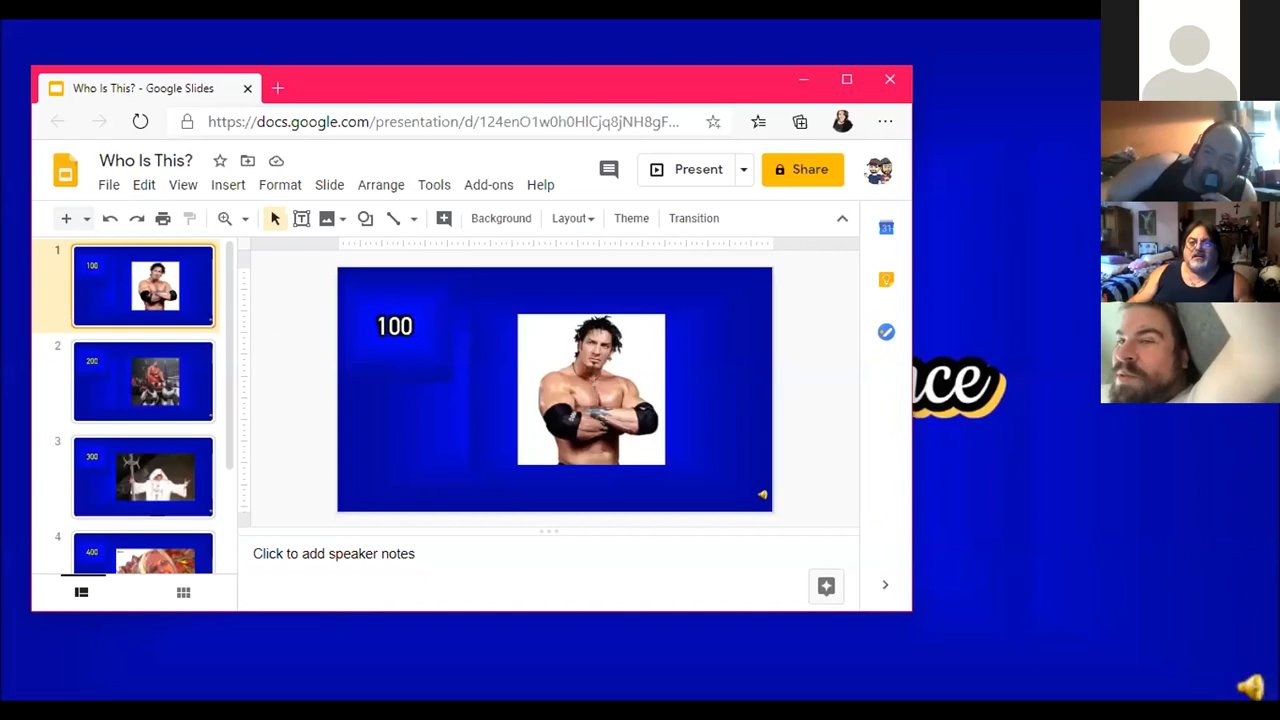 Who Is This? - Google Slides
https://docs.google.com/presentation/d/124enO1w0h0HlCjq8jNH8gF...
Who Is This?
Present
Share
File Edit View Insert Format Slide Arrange Tools Add-ons Help
Background Layout Theme Transition
31
1
100
2
200
3
300
4
400
100
nce
Click to add speaker notes